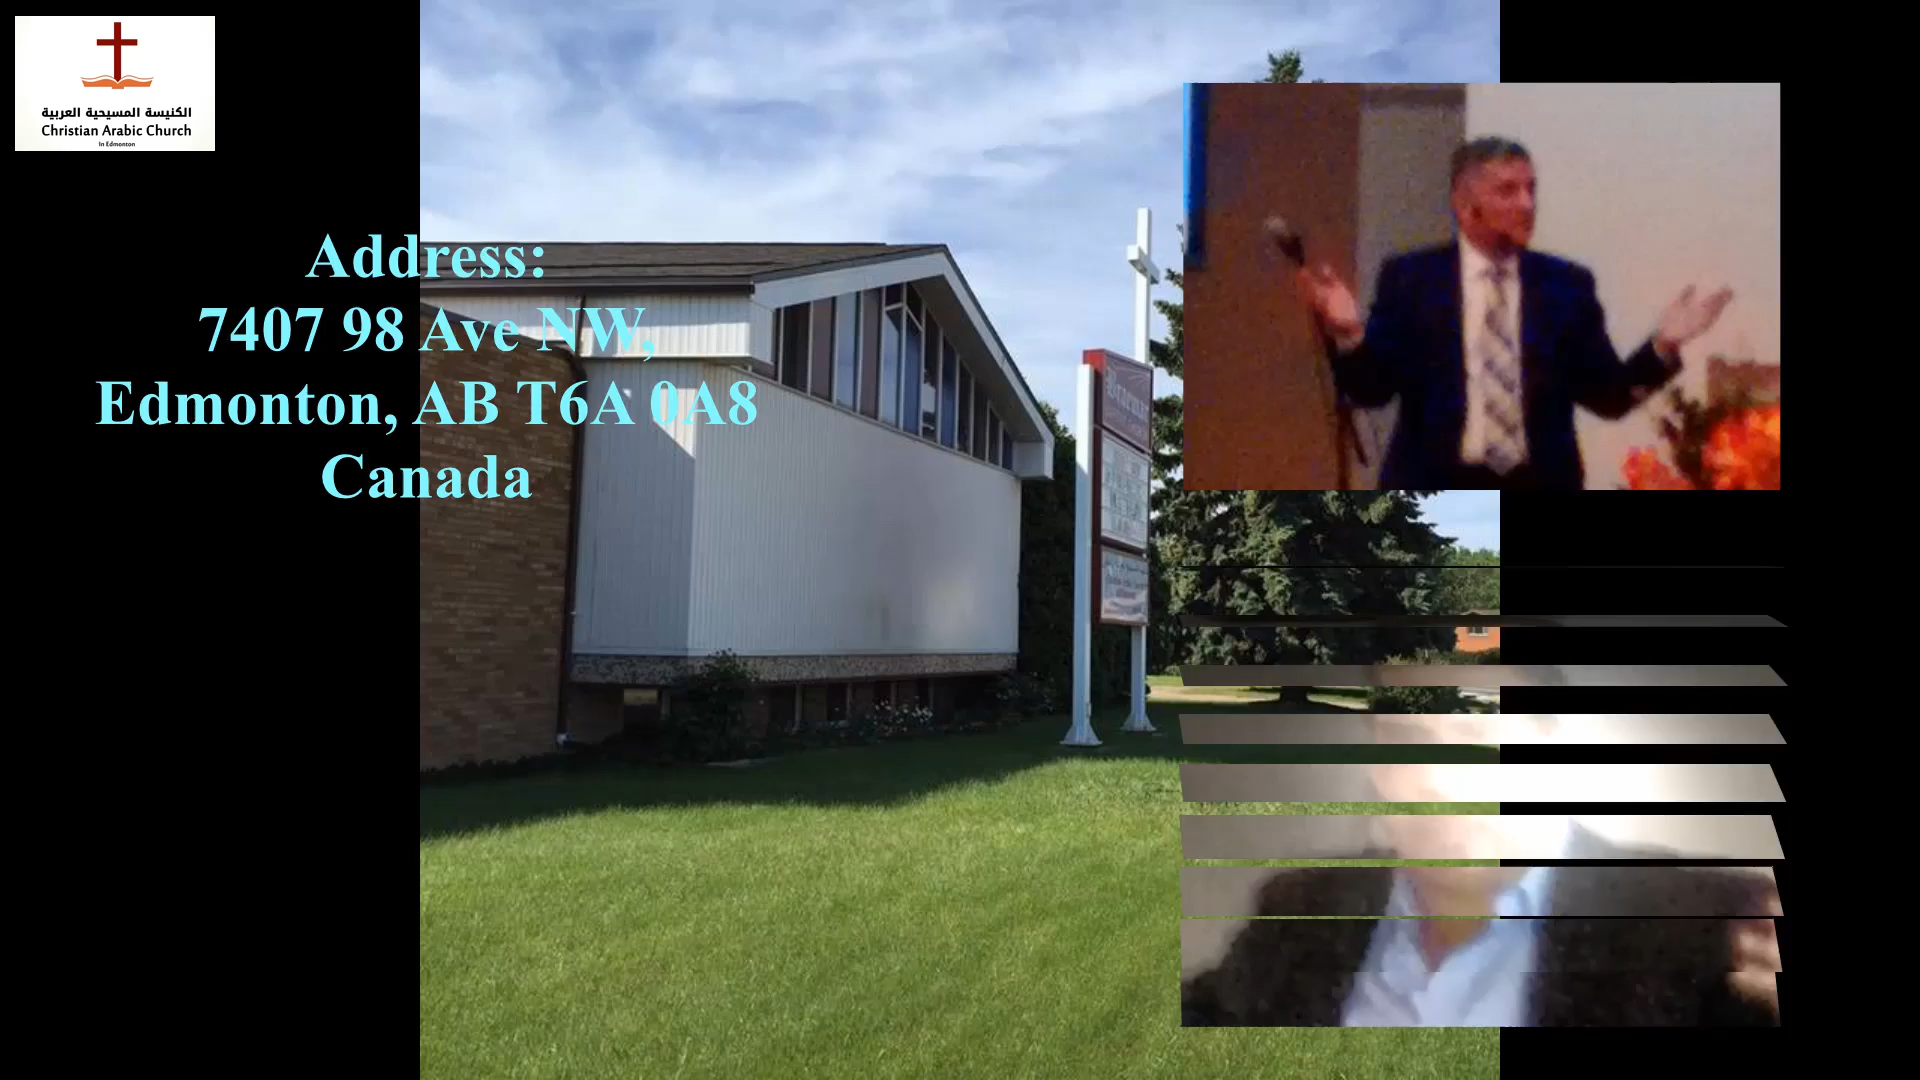 الكنيسة المسيحية العربية
Christian Arabic Church
In Edmonton
Address:
7407 98 Ave NW,
Edmonton, AB T6A 0A8
Canada